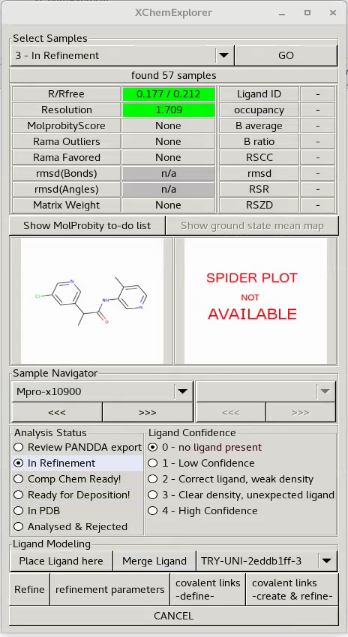 XChemExplorer
Select Samples
3 - In Refinement GO
found 57 samples
R/Rfree 0.177 / 0.212 Ligand ID -
Resolution 1.709 occupancy -
MolprobityScore None B average -
Rama Outliers None B ratio -
Rama Favored None RSCC -
rmsd(Bonds) n/a rmsd -
rmsd(Angles) n/a RSR -
Matrix Weight None RSZD -
Show MolProbity to-do list Show ground state mean map
SPIDER PLOT
NOT
AVAILABLE
N
N
Cl
NH
N
O
Sample Navigator
Mpro-x10900
<<< >>> <<< >>>
Analysis Status Ligand Confidence
Review PANDDA export 0 - no ligand present
In Refinement 1 - Low Confidence
Comp Chem Ready! 2 - Correct ligand, weak density
Ready for Deposition! 3 - Clear density, unexpected ligand
In PDB 4 - High Confidence
Analysed & Rejected
Ligand Modeling
Place Ligand here Merge Ligand TRY-UNI-2eddb1ff-3
Refine refinement parameters covalent links -define- covalent links -create & refine-
CANCEL